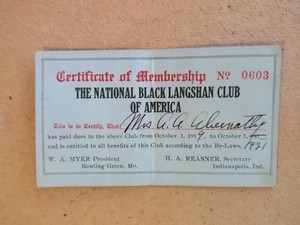 Certificate of Membership No 0603
THE NATIONAL BLACK LANGSHAN CLUB
OF AMERICA
This is to Certify, That Mrs A. A. Abernathy
has paid dues to the above Club from October 1, 1919, to October 1,
and is entitled to all benefits of this Club according to the By-Laws. 1921
W. A. MYER President H. A. REASNER, Secretary
Bowling Green, Mo. Indianapolis, Ind.